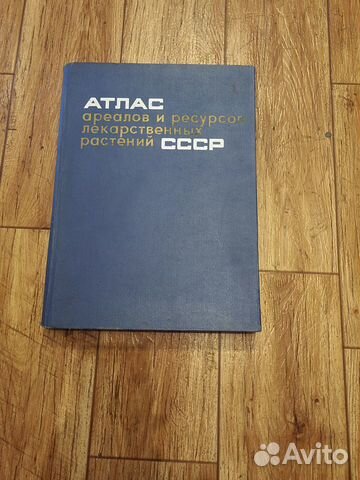 АТЛАС
ареалов и ресурсов
лекарственных
растений СССР
Avito